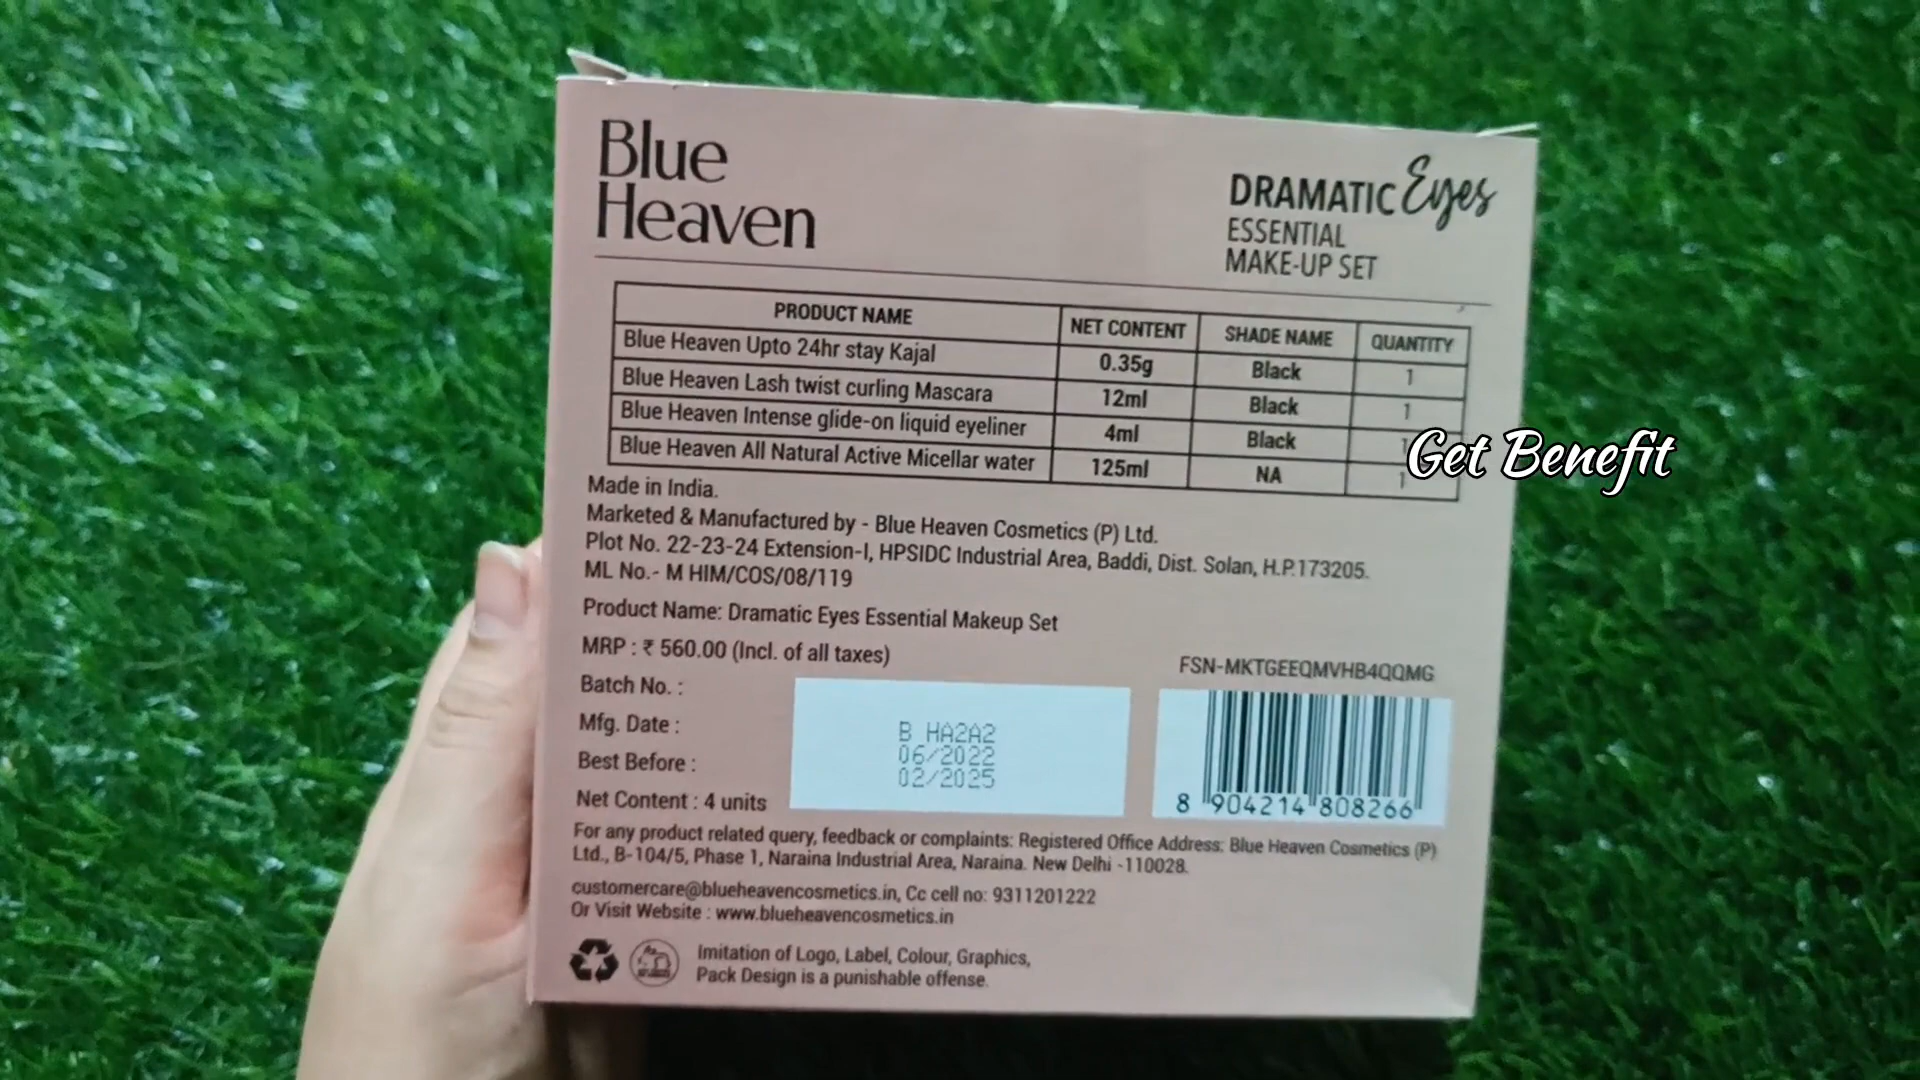 Blue
Heaven
DRAMATIC Eyes
ESSENTIAL
MAKE-UP SET
PRODUCT NAME NET CONTENT SHADE NAME QUANTITY
Blue Heaven Upto 24hr stay Kajal 0.35g Black 1
Blue Heaven Lash twist curling Mascara 12ml Black 1
Blue Heaven Intense glide-on liquid eyeliner 4ml Black 1
Blue Heaven All Natural Active Micellar water 125ml NA 1
Get Benefit
Made in India.
Marketed & Manufactured by - Blue Heaven Cosmetics (P) Ltd.
Plot No. 22-23-24 Extension-I, HPSIDC Industrial Area, Baddi, Dist. Solan, H.P.173205.
ML No.- M HIM/COS/08/119
Product Name: Dramatic Eyes Essential Makeup Set
MRP : ₹ 560.00 (Incl. of all taxes)
FSN-MKTGEEQMVHB4QQMG
Batch No. : B HA2A2
Mfg. Date : 06/2022
Best Before : 02/2025
Net Content : 4 units
8 904214 808266
For any product related query, feedback or complaints: Registered Office Address: Blue Heaven Cosmetics (P)
Ltd., B-104/5, Phase 1, Naraina Industrial Area, Naraina. New Delhi -110028.
customercare@blueheavencosmetics.in, Cc cell no: 9311201222
Or Visit Website : www.blueheavencosmetics.in
Imitation of Logo, Label, Colour, Graphics,
Pack Design is a punishable offense.